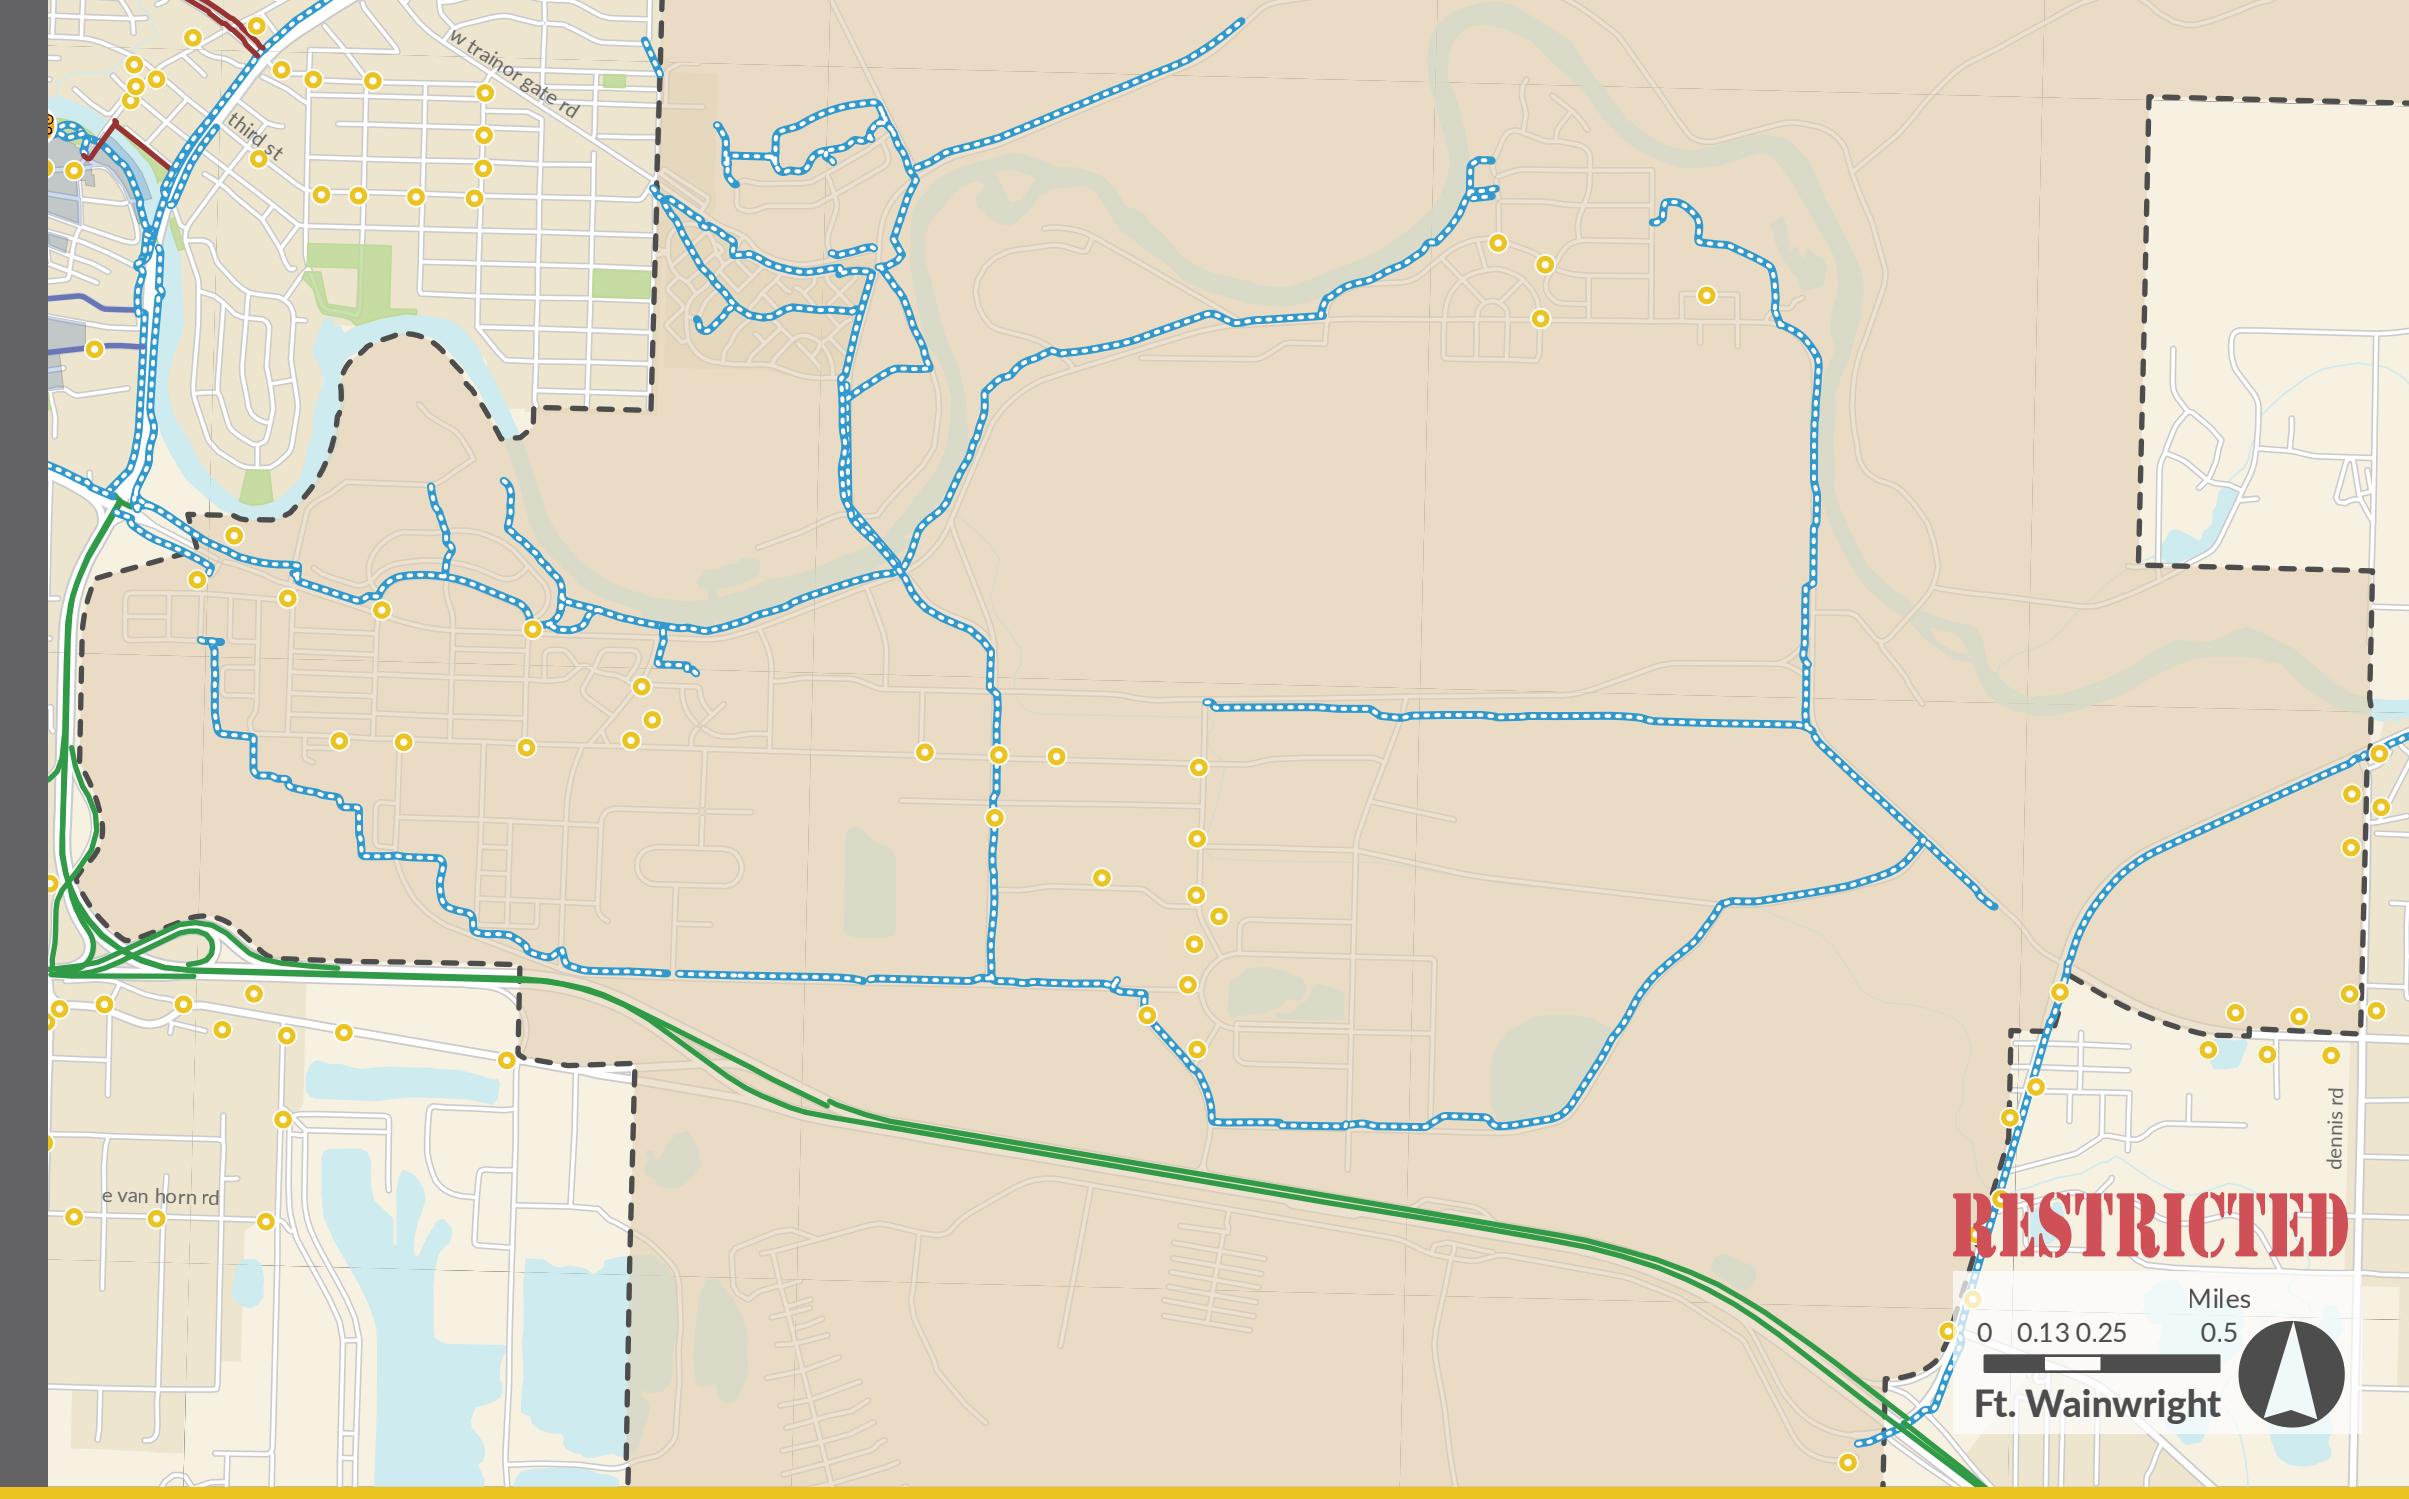 w trainor gate rd
third st
e van horn rd
dennis rd
RESTRICTED
Miles
0 0.13 0.25 0.5
Ft. Wainwright